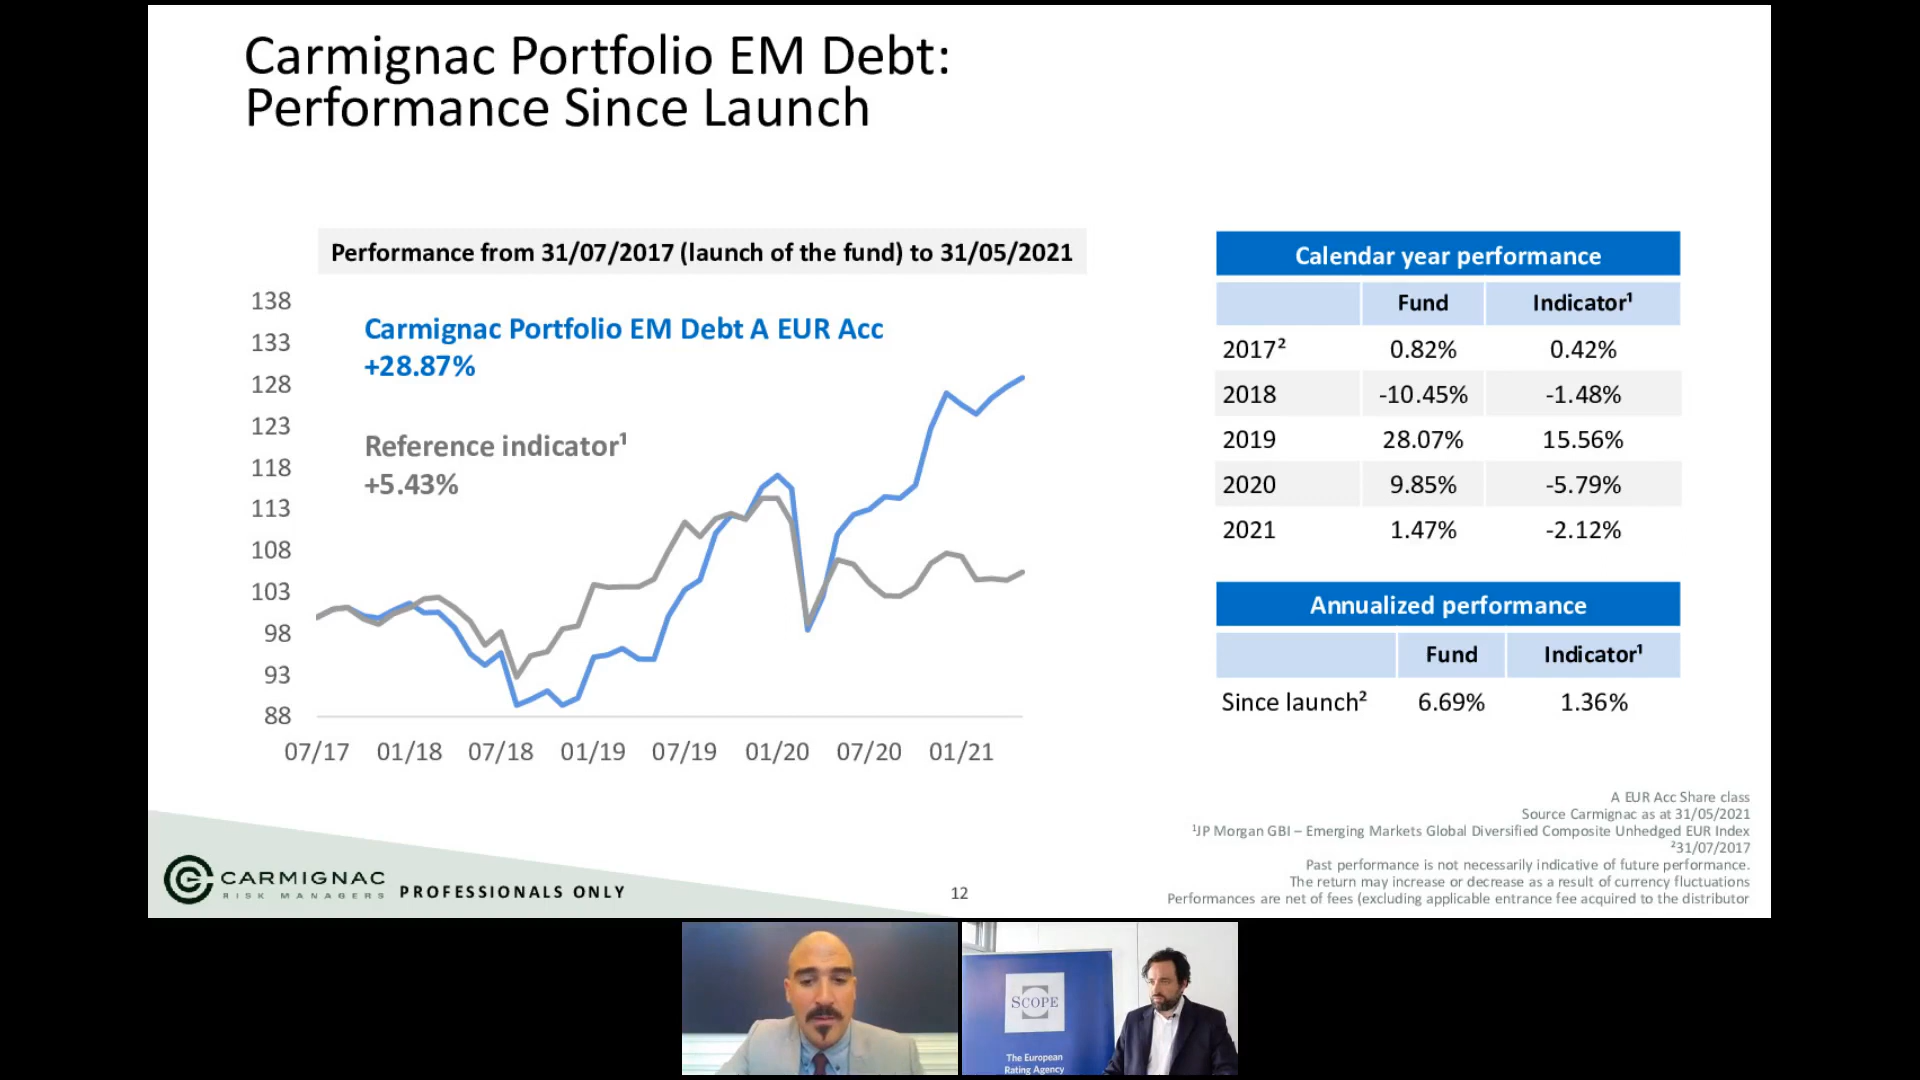 Carmignac Portfolio EM Debt:
Performance Since Launch
Performance from 31/07/2017 (launch of the fund) to 31/05/2021
138
133
128
123
118
113
108
103
98
93
88
Carmignac Portfolio EM Debt A EUR Acc
+28.87%
Reference indicator¹
+5.43%
07/17 01/18 07/18 01/19 07/19 01/20 07/20 01/21
Calendar year performance
Fund Indicator¹
2017² 0.82% 0.42%
2018 -10.45% -1.48%
2019 28.07% 15.56%
2020 9.85% -5.79%
2021 1.47% -2.12%
Annualized performance
Fund Indicator¹
Since launch² 6.69% 1.36%
A EUR Acc Share class
Source Carmignac as at 31/05/2021
¹JP Morgan GBI – Emerging Markets Global Diversified Composite Unhedged EUR Index
²31/07/2017
Past performance is not necessarily indicative of future performance.
The return may increase or decrease as a result of currency fluctuations
Performances are net of fees (excluding applicable entrance fee acquired to the distributor
CARMIGNAC
RISK MANAGERS
PROFESSIONALS ONLY
12
SCOPE
The European
Rating Agency